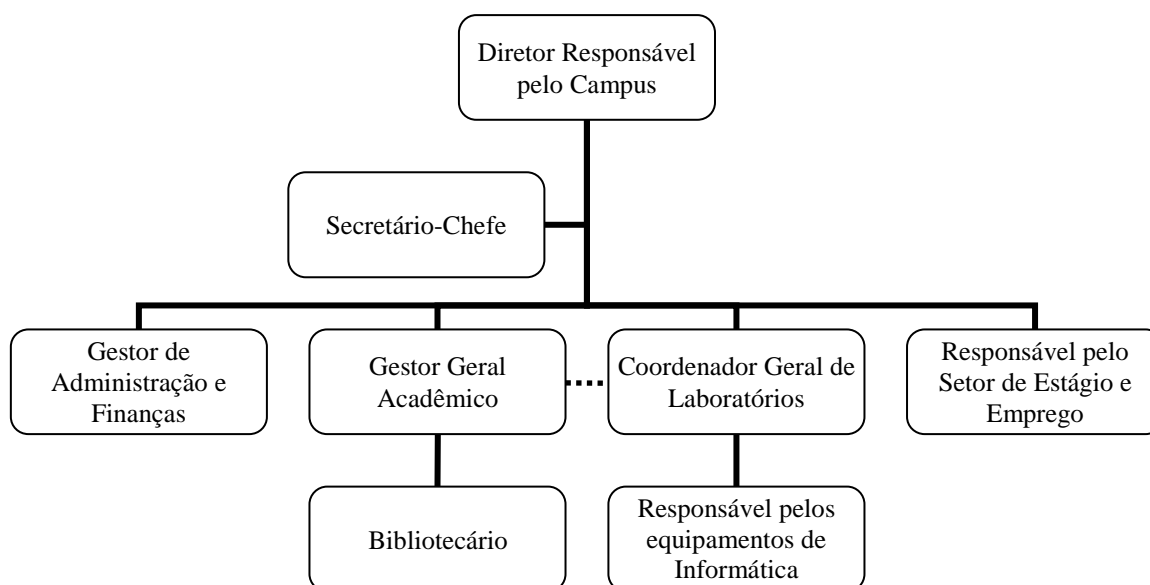 Diretor Responsável
pelo Campus
Secretário-Chefe
Gestor de
Administração e
Finanças
Gestor Geral
Acadêmico
Coordenador Geral de
Laboratórios
Responsável pelo
Setor de Estágio e
Emprego
Bibliotecário
Responsável pelos
equipamentos de
Informática